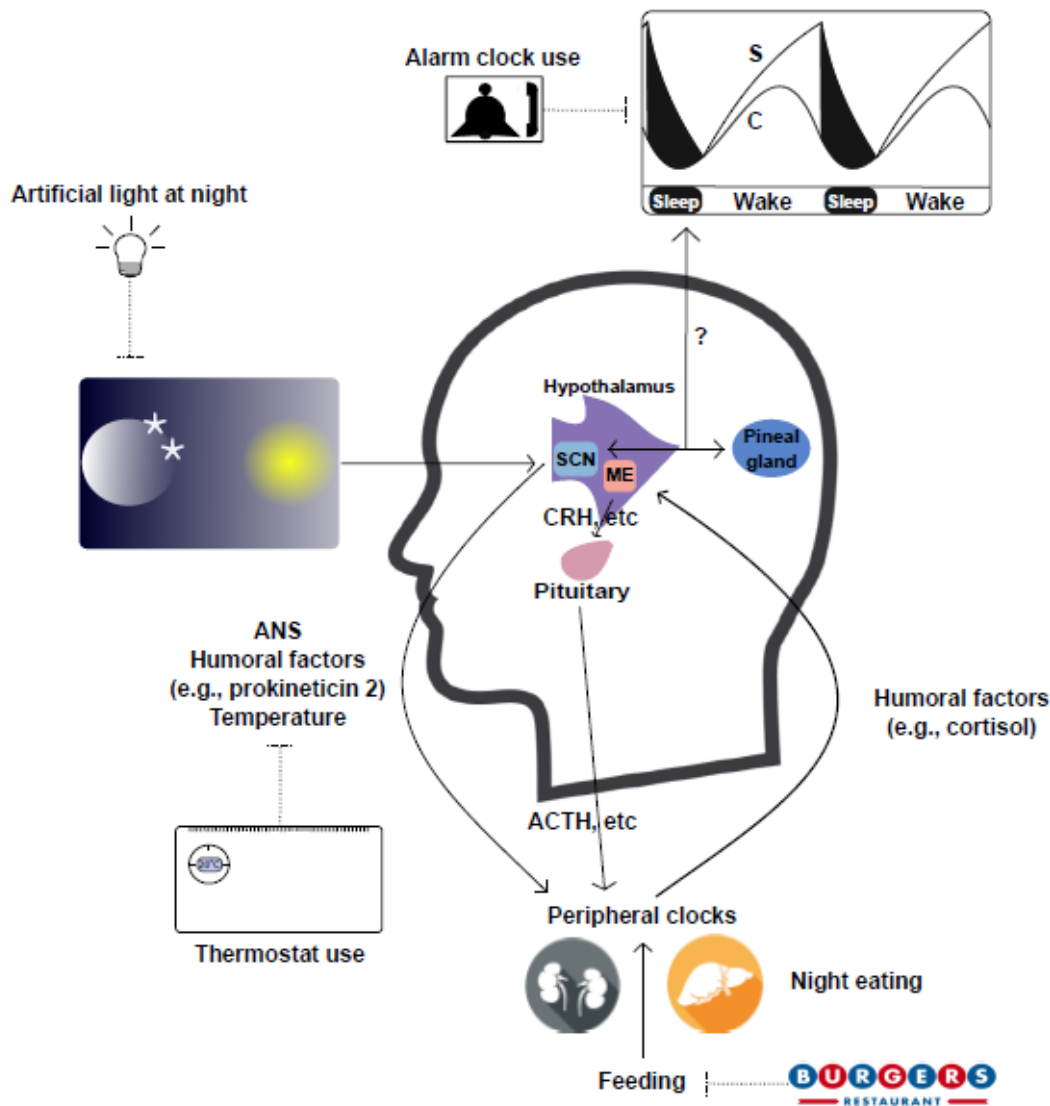 Alarm clock use
S
C
Sleep
Wake
Sleep
Wake
Artificial light at night
?
Hypothalamus
SCN
ME
Pineal
gland
CRH, etc
Pituitary
ANS
Humoral factors
(e.g., prokineticin 2)
Temperature
Humoral factors
(e.g., cortisol)
ACTH, etc
Thermostat use
Peripheral clocks
Night eating
Feeding
BURGERS
RESTAURANT